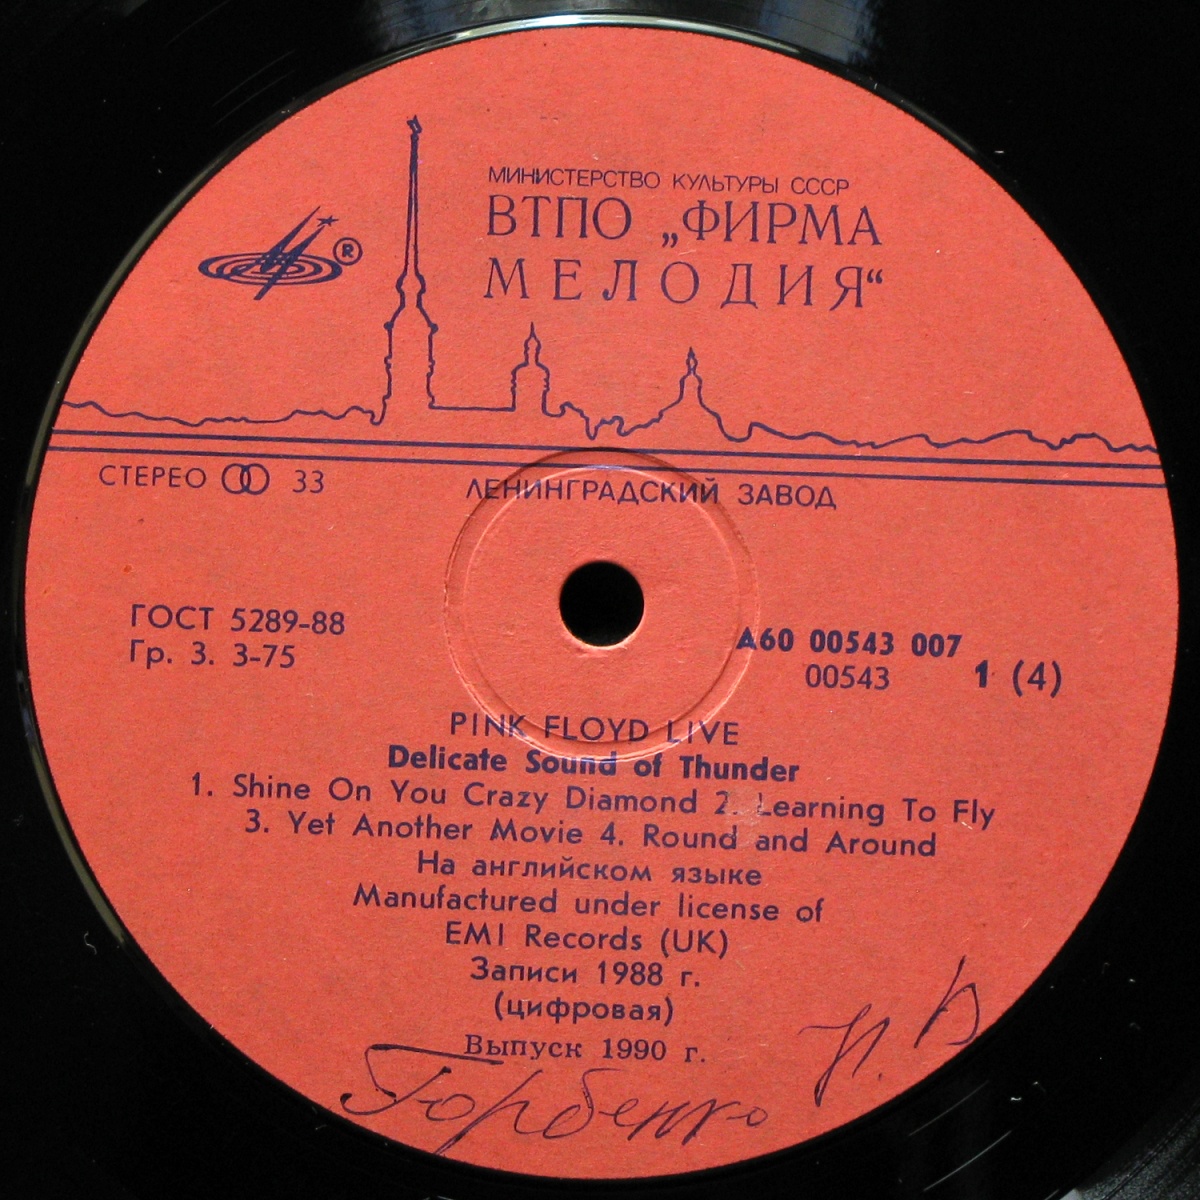 МИНИСТЕРСТВО КУЛЬТУРЫ СССР
ВТПО „ФИРМА
МЕЛОДИЯ“
®
СТЕРЕО 33
ЛЕНИНГРАДСКИЙ ЗАВОД
ГОСТ 5289-88
Гр. 3. 3-75
А60 00543 007
00543
1 (4)
PINK FLOYD LIVE
Delicate Sound of Thunder
1. Shine On You Crazy Diamond 2. Learning To Fly
3. Yet Another Movie 4. Round and Around
На английском языке
Manufactured under license of
EMI Records (UK)
Записи 1988 г.
(цифровая)
Выпуск 1990 г.
Горбенко